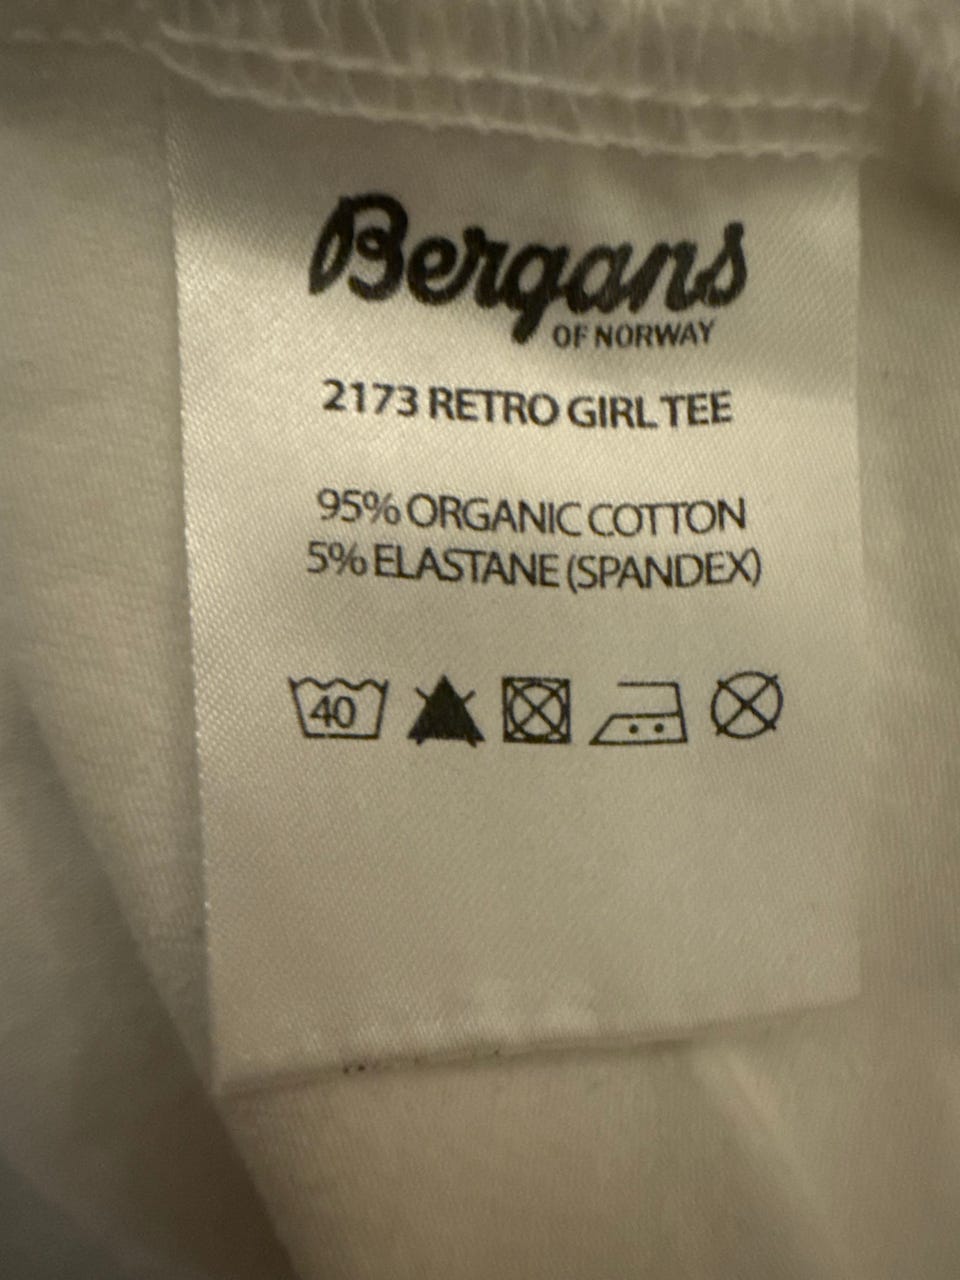 Bergans
OF NORWAY
2173 RETRO GIRL TEE
95% ORGANIC COTTON
5% ELASTANE (SPANDEX)
40